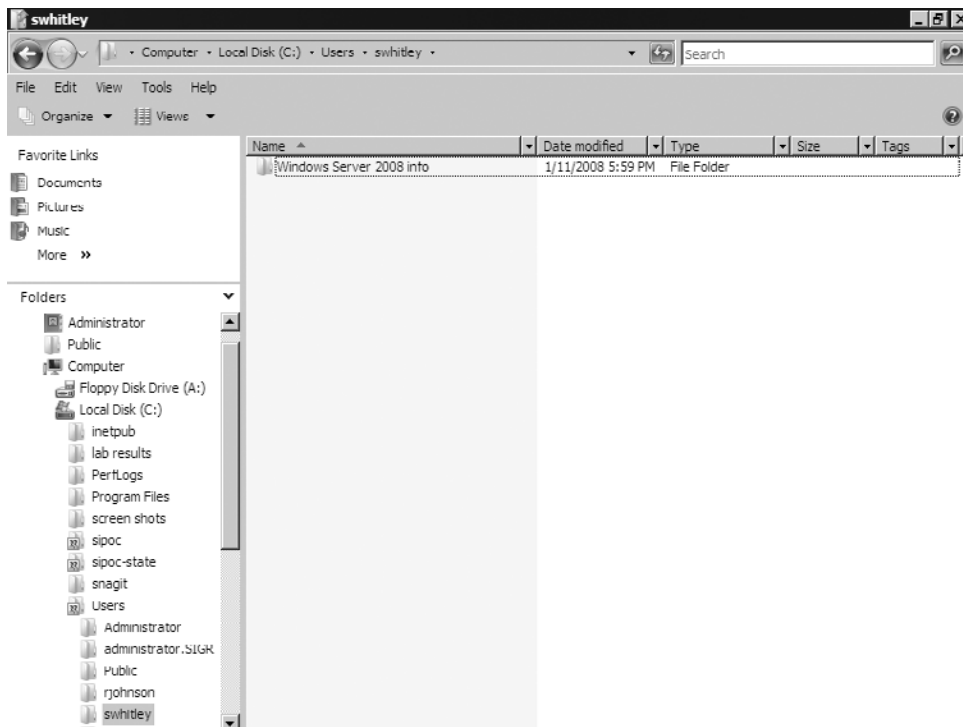 swhitley
Computer Local Disk (C:) Users swhitley
Search
File Edit View Tools Help
Organize Views
Favorite Links
Documents
Pictures
Music
More »
Name Date modified Type Size Tags
Windows Server 2008 info 1/11/2008 5:59 PM File Folder
Folders
Administrator
Public
Computer
Floppy Disk Drive (A:)
Local Disk (C:)
inetpub
lab results
PerfLogs
Program Files
screen shots
sipoc
sipoc-state
snagit
Users
Administrator
administrator.SIGR
Public
rjohnson
swhitley